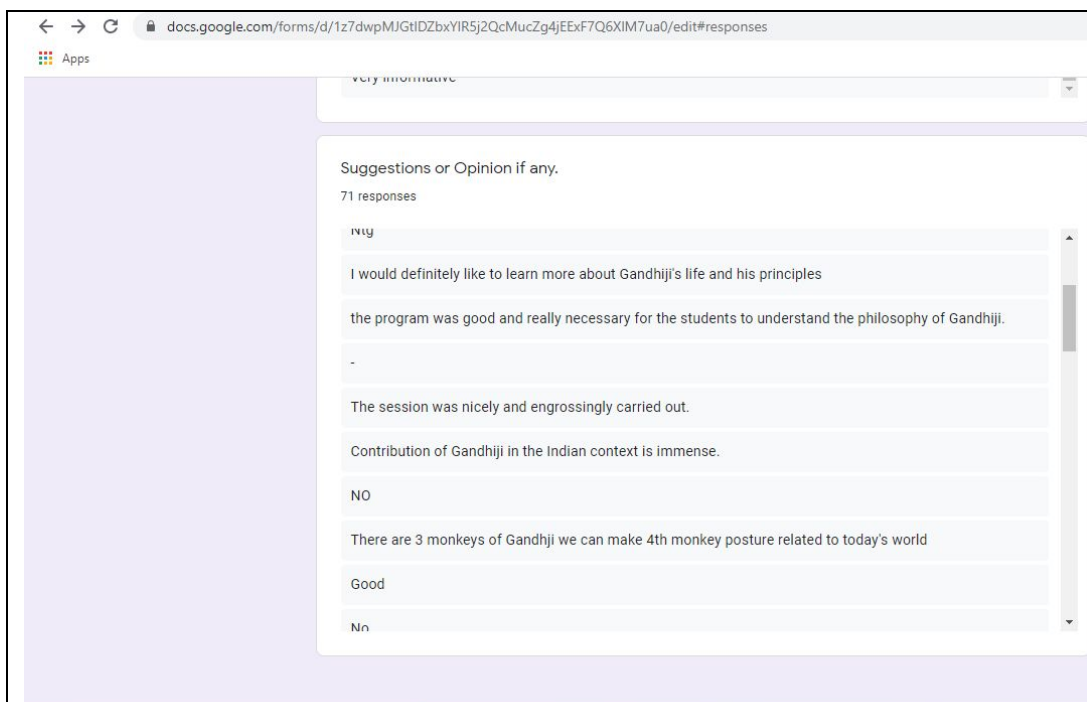 docs.google.com/forms/d/1z7dwpMJGtIDZbxYIR5j2QcMucZg4jEExF7Q6XIM7ua0/edit#responses
Apps
Very informative
Suggestions or Opinion if any.
71 responses
Ntg
I would definitely like to learn more about Gandhiji's life and his principles
the program was good and really necessary for the students to understand the philosophy of Gandhiji.
-
The session was nicely and engrossingly carried out.
Contribution of Gandhiji in the Indian context is immense.
NO
There are 3 monkeys of Gandhji we can make 4th monkey posture related to today's world
Good
No